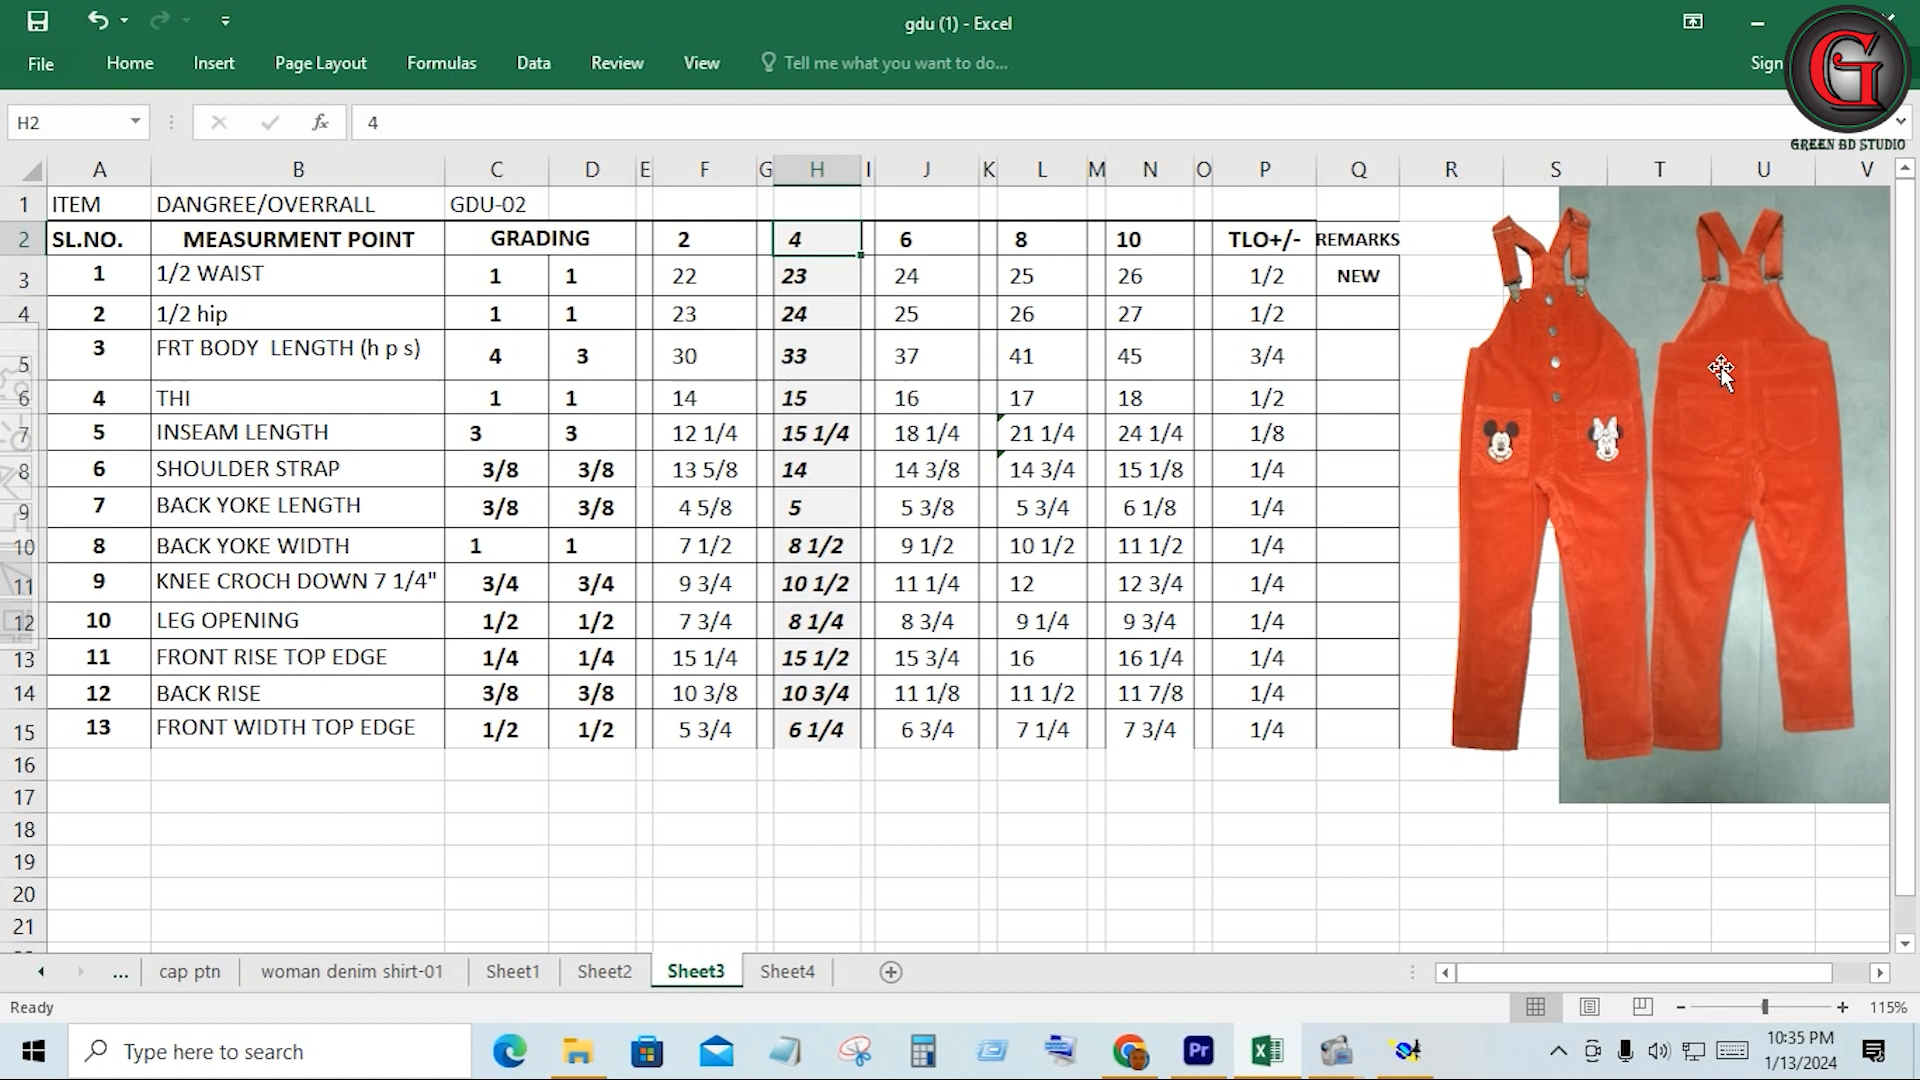 gdu (1) - Excel
File Home Insert Page Layout Formulas Data Review View Tell me what you want to do... Sign
G
GREEN BD STUDIO
H2 fx 4
A B C D E F G H I J K L M N O P Q R S T U V
1 ITEM DANGREE/OVERRALL GDU-02
2 SL.NO. MEASURMENT POINT GRADING 2 4 6 8 10 TLO+/- REMARKS
3 1 1/2 WAIST 1 1 22 23 24 25 26 1/2 NEW
4 2 1/2 hip 1 1 23 24 25 26 27 1/2
5 3 FRT BODY LENGTH (h p s) 4 3 30 33 37 41 45 3/4
6 4 THI 1 1 14 15 16 17 18 1/2
7 5 INSEAM LENGTH 3 3 12 1/4 15 1/4 18 1/4 21 1/4 24 1/4 1/8
8 6 SHOULDER STRAP 3/8 3/8 13 5/8 14 14 3/8 14 3/4 15 1/8 1/4
9 7 BACK YOKE LENGTH 3/8 3/8 4 5/8 5 5 3/8 5 3/4 6 1/8 1/4
10 8 BACK YOKE WIDTH 1 1 7 1/2 8 1/2 9 1/2 10 1/2 11 1/2 1/4
11 9 KNEE CROCH DOWN 7 1/4" 3/4 3/4 9 3/4 10 1/2 11 1/4 12 12 3/4 1/4
12 10 LEG OPENING 1/2 1/2 7 3/4 8 1/4 8 3/4 9 1/4 9 3/4 1/4
13 11 FRONT RISE TOP EDGE 1/4 1/4 15 1/4 15 1/2 15 3/4 16 16 1/4 1/4
14 12 BACK RISE 3/8 3/8 10 3/8 10 3/4 11 1/8 11 1/2 11 7/8 1/4
15 13 FRONT WIDTH TOP EDGE 1/2 1/2 5 3/4 6 1/4 6 3/4 7 1/4 7 3/4 1/4
16
17
18
19
20
21
... cap ptn woman denim shirt-01 Sheet1 Sheet2 Sheet3 Sheet4
Ready 115%
Type here to search Pr 10:35 PM
1/13/2024